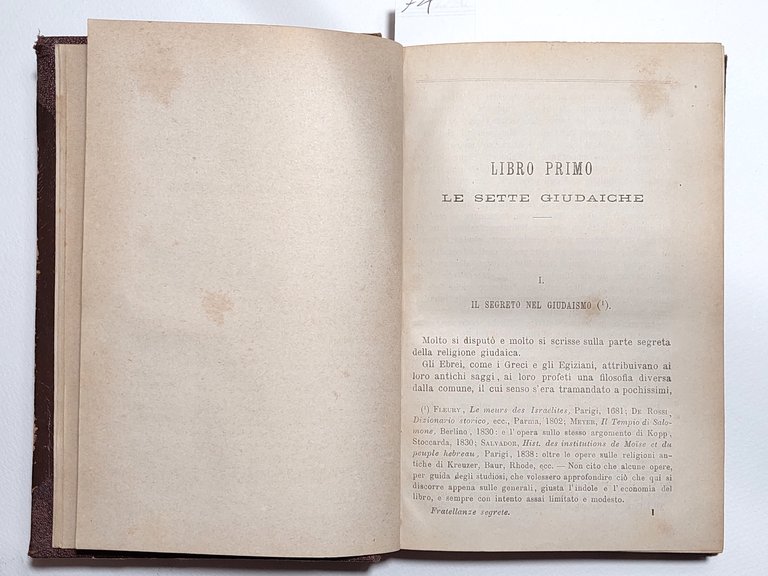 74
LIBRO PRIMO
LE SETTE GIUDAICHE
I.
IL SEGRETO NEL GIUDAISMO (¹).
Molto si disputò e molto si scrisse sulla parte segreta
della religione giudaica.
Gli Ebrei, come i Greci e gli Egiziani, attribuivano ai
loro antichi saggi, ai loro profeti una filosofia diversa
dalla comune, il cui senso s'era tramandato a pochissimi,
(¹) FLEURY, Le meurs des Israelites, Parigi, 1681; DE ROSSI,
Dizionario storico, ecc., Parma, 1802; MEYER, Il Tempio di Salo-
mone, Berlino, 1830: e l'opera sullo stesso argomento di Kopp,
Stoccarda, 1830; SALVADOR, Hist. des institutions de Moise et du
peuple hebreau, Parigi, 1838: oltre le opere sulle religioni an-
tiche di Kreuzer, Baur, Rhode, ecc. — Non cito che alcune opere,
per guida degli studiosi, che volessero approfondire ciò che qui si
discorre appena sulle generali, giusta l'indole e l'economia del
libro, e sempre con intento assai limitato e modesto.
Fratellanze segrete. 1